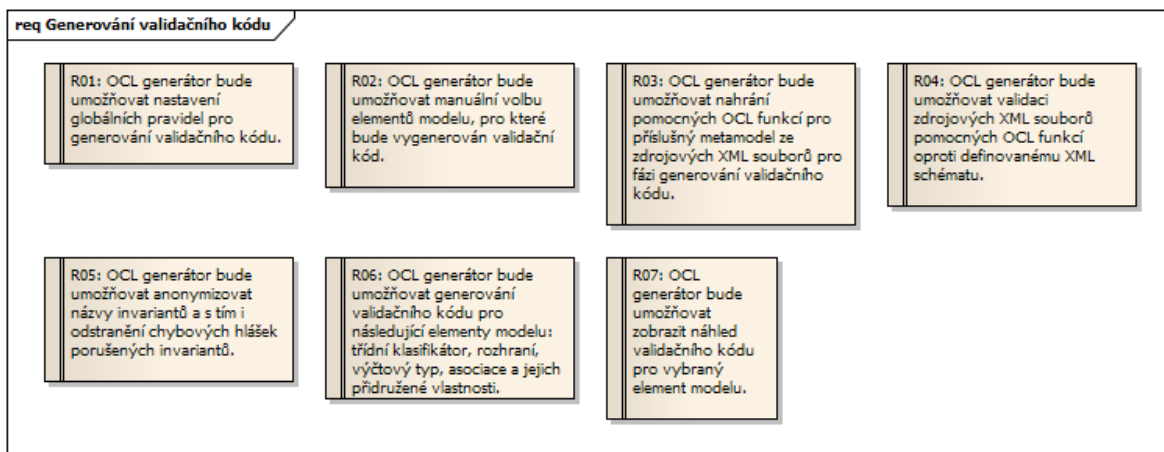 req Generování validačního kódu
R01: OCL generátor bude
umožňovat nastavení
globálních pravidel pro
generování validačního kódu.
R02: OCL generátor bude
umožňovat manuální volbu
elementů modelu, pro které
bude vygenerován validační
kód.
R03: OCL generátor bude
umožňovat nahrání
pomocných OCL funkcí pro
příslušný metamodel ze
zdrojových XML souborů pro
fázi generování validačního
kódu.
R04: OCL generátor bude
umožňovat validaci
zdrojových XML souborů
pomocných OCL funkcí
oproti definovanému XML
schématu.
R05: OCL generátor bude
umožňovat anonymizovat
názvy invariantů a s tím i
odstranění chybových hlášek
porušených invariantů.
R06: OCL generátor bude
umožňovat generování
validačního kódu pro
následující elementy modelu:
třídní klasifikátor, rozhraní,
výčtový typ, asociace a jejich
přidružené vlastnosti.
R07: OCL
generátor bude
umožňovat
zobrazit náhled
validačního kódu
pro vybraný
element modelu.